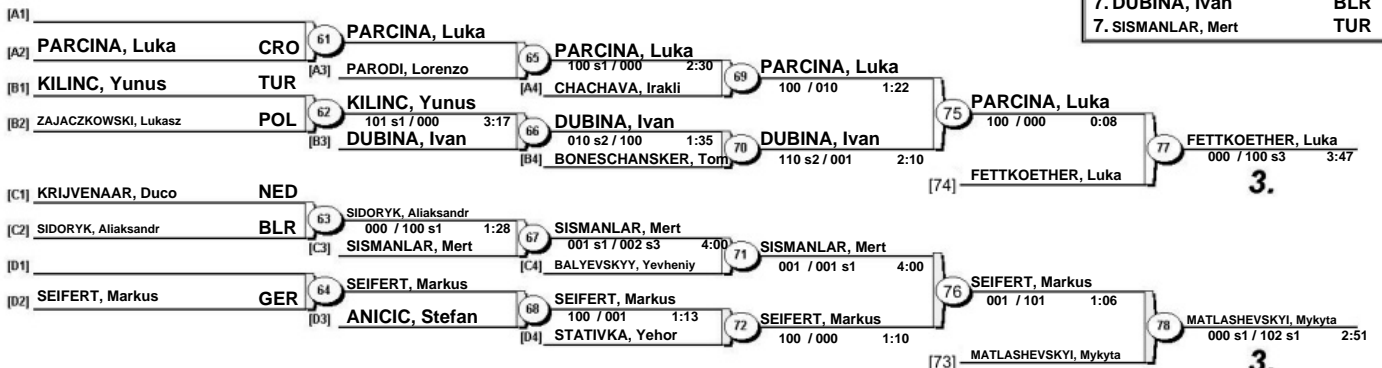 7. DUBINA, Ivan BLR
7. SISMANLAR, Mert TUR
[A1]
[A2] PARCINA, Luka CRO
61
PARCINA, Luka
[A3] PARODI, Lorenzo
65
PARCINA, Luka
100 s1 / 000 2:30
[A4] CHACHAVA, Irakli
69
PARCINA, Luka
100 / 010 1:22
[B1] KILINC, Yunus TUR
[B2] ZAJACZKOWSKI, Lukasz POL
62
KILINC, Yunus
101 s1 / 000 3:17
[B3] DUBINA, Ivan
66
DUBINA, Ivan
010 s2 / 100 1:35
[B4] BONESCHANSKER, Tom
70
DUBINA, Ivan
110 s2 / 001 2:10
75
PARCINA, Luka
100 / 000 0:08
[74] FETTKOETHER, Luka
77
FETTKOETHER, Luka
000 / 100 s3 3:47
3.
[C1] KRIJVENAAR, Duco NED
[C2] SIDORYK, Aliaksandr BLR
63
SIDORYK, Aliaksandr
000 / 100 s1 1:28
[C3] SISMANLAR, Mert
67
SISMANLAR, Mert
001 s1 / 002 s3 4:00
[C4] BALYEVSKYY, Yevheniy
71
SISMANLAR, Mert
001 / 001 s1 4:00
[D1]
[D2] SEIFERT, Markus GER
64
SEIFERT, Markus
[D3] ANICIC, Stefan
68
SEIFERT, Markus
100 / 001 1:13
[D4] STATIVKA, Yehor
72
SEIFERT, Markus
100 / 000 1:10
76
SEIFERT, Markus
001 / 101 1:06
[73] MATLASHEVSKYI, Mykyta
78
MATLASHEVSKYI, Mykyta
000 s1 / 102 s1 2:51
3.